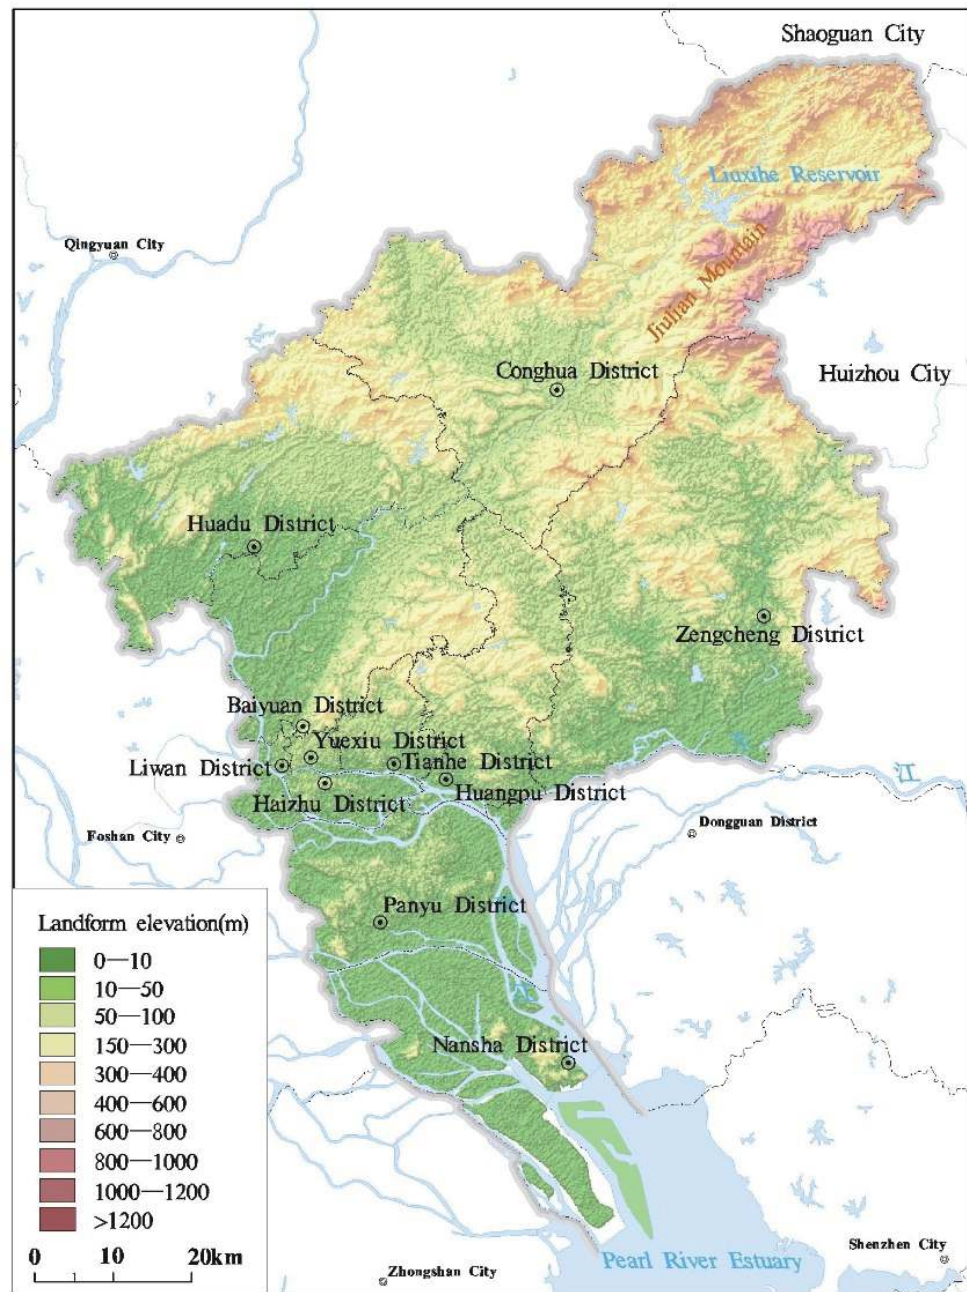 Shaoguan City
Liuxihe Reservoir
Qingyuan City
Jiulian Mountain
Conghua District
Huizhou City
Huadu District
Zengcheng District
Baiyuan District
Yuexiu District
Liwan District
Tianhe District
Haizhu District
Huangpu District
江
Foshan City
Dongguan District
Panyu District
Landform elevation(m)
0—10
10—50
50—100
150—300
300—400
400—600
600—800
800—1000
1000—1200
>1200
0 10 20km
Nansha District
Pearl River Estuary
Zhongshan City
Shenzhen City